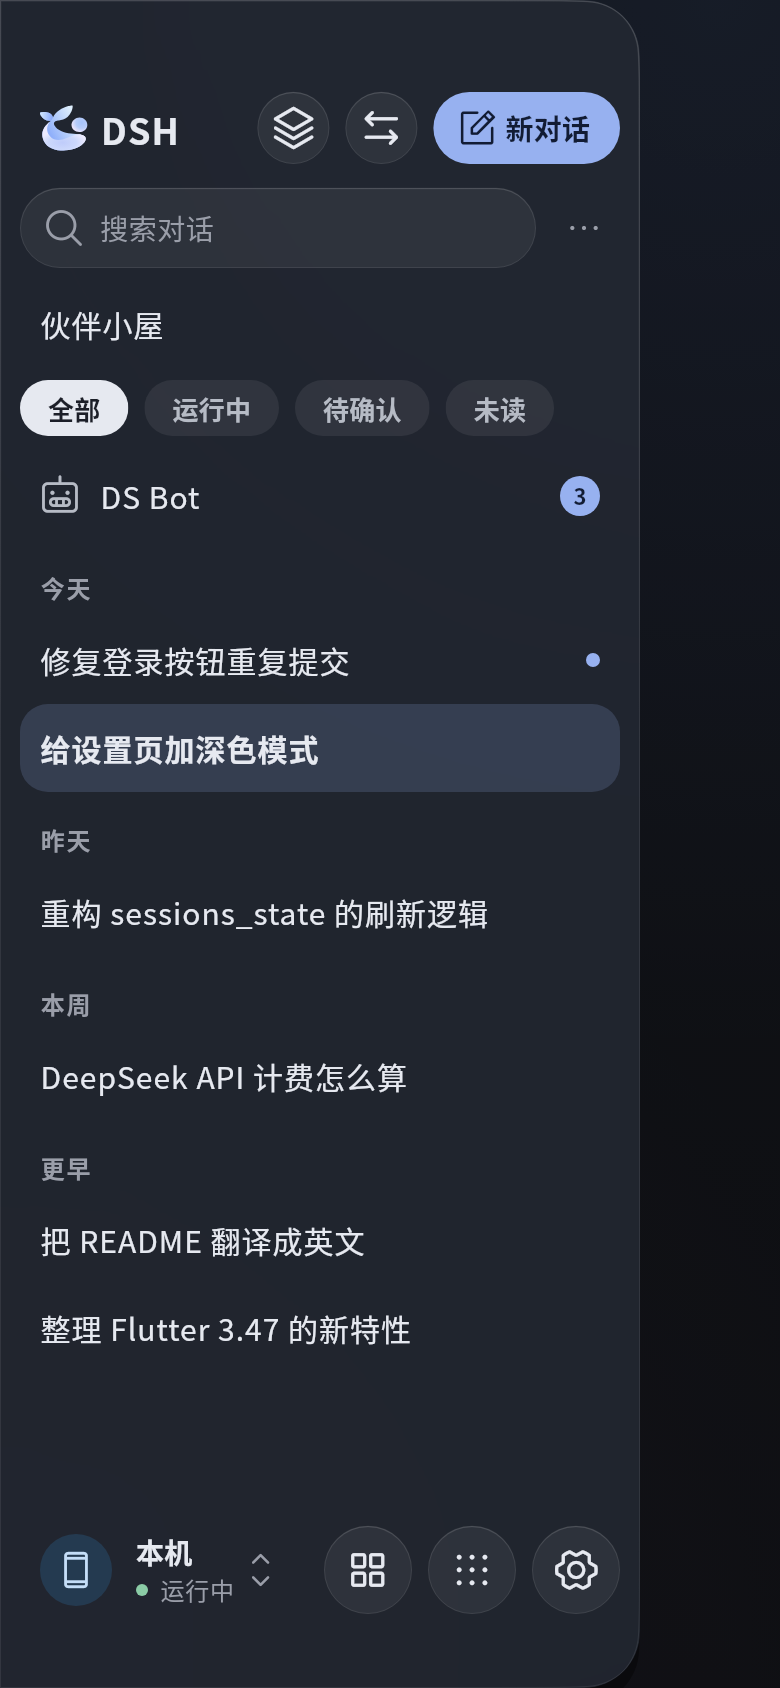 DSH
新对话
搜索对话
伙伴小屋
全部 运行中 待确认 未读
DS Bot 3
今天
修复登录按钮重复提交
给设置页加深色模式
昨天
重构 sessions_state 的刷新逻辑
本周
DeepSeek API 计费怎么算
更早
把 README 翻译成英文
整理 Flutter 3.47 的新特性
本机
运行中